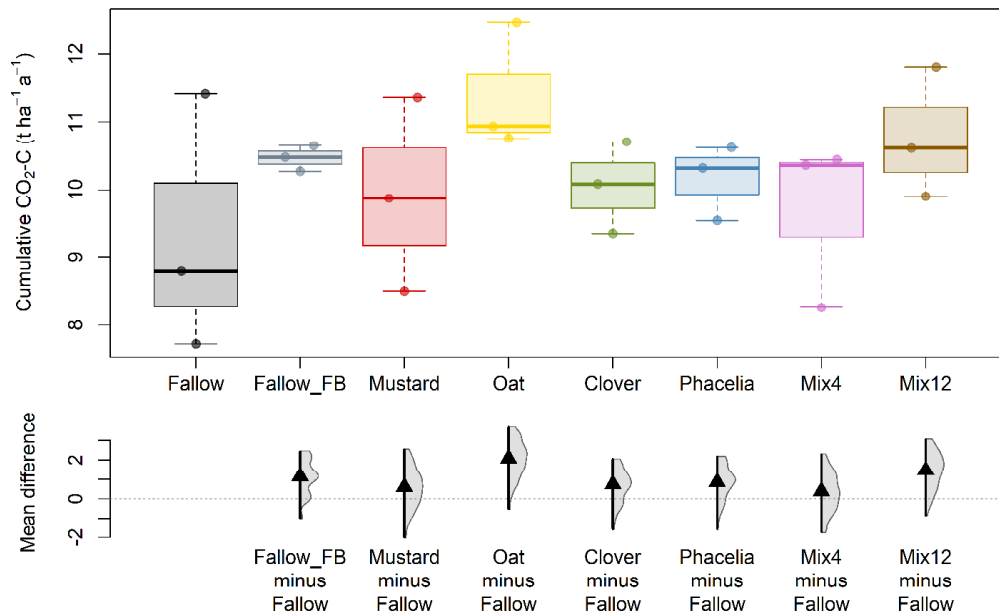 Cumulative CO₂-C (t ha⁻¹ a⁻¹)
12
11
10
9
8
Fallow Fallow_FB Mustard Oat Clover Phacelia Mix4 Mix12
Mean difference
2
0
-2
Fallow_FB Mustard Oat Clover Phacelia Mix4 Mix12
minus minus minus minus minus minus minus
Fallow Fallow Fallow Fallow Fallow Fallow Fallow